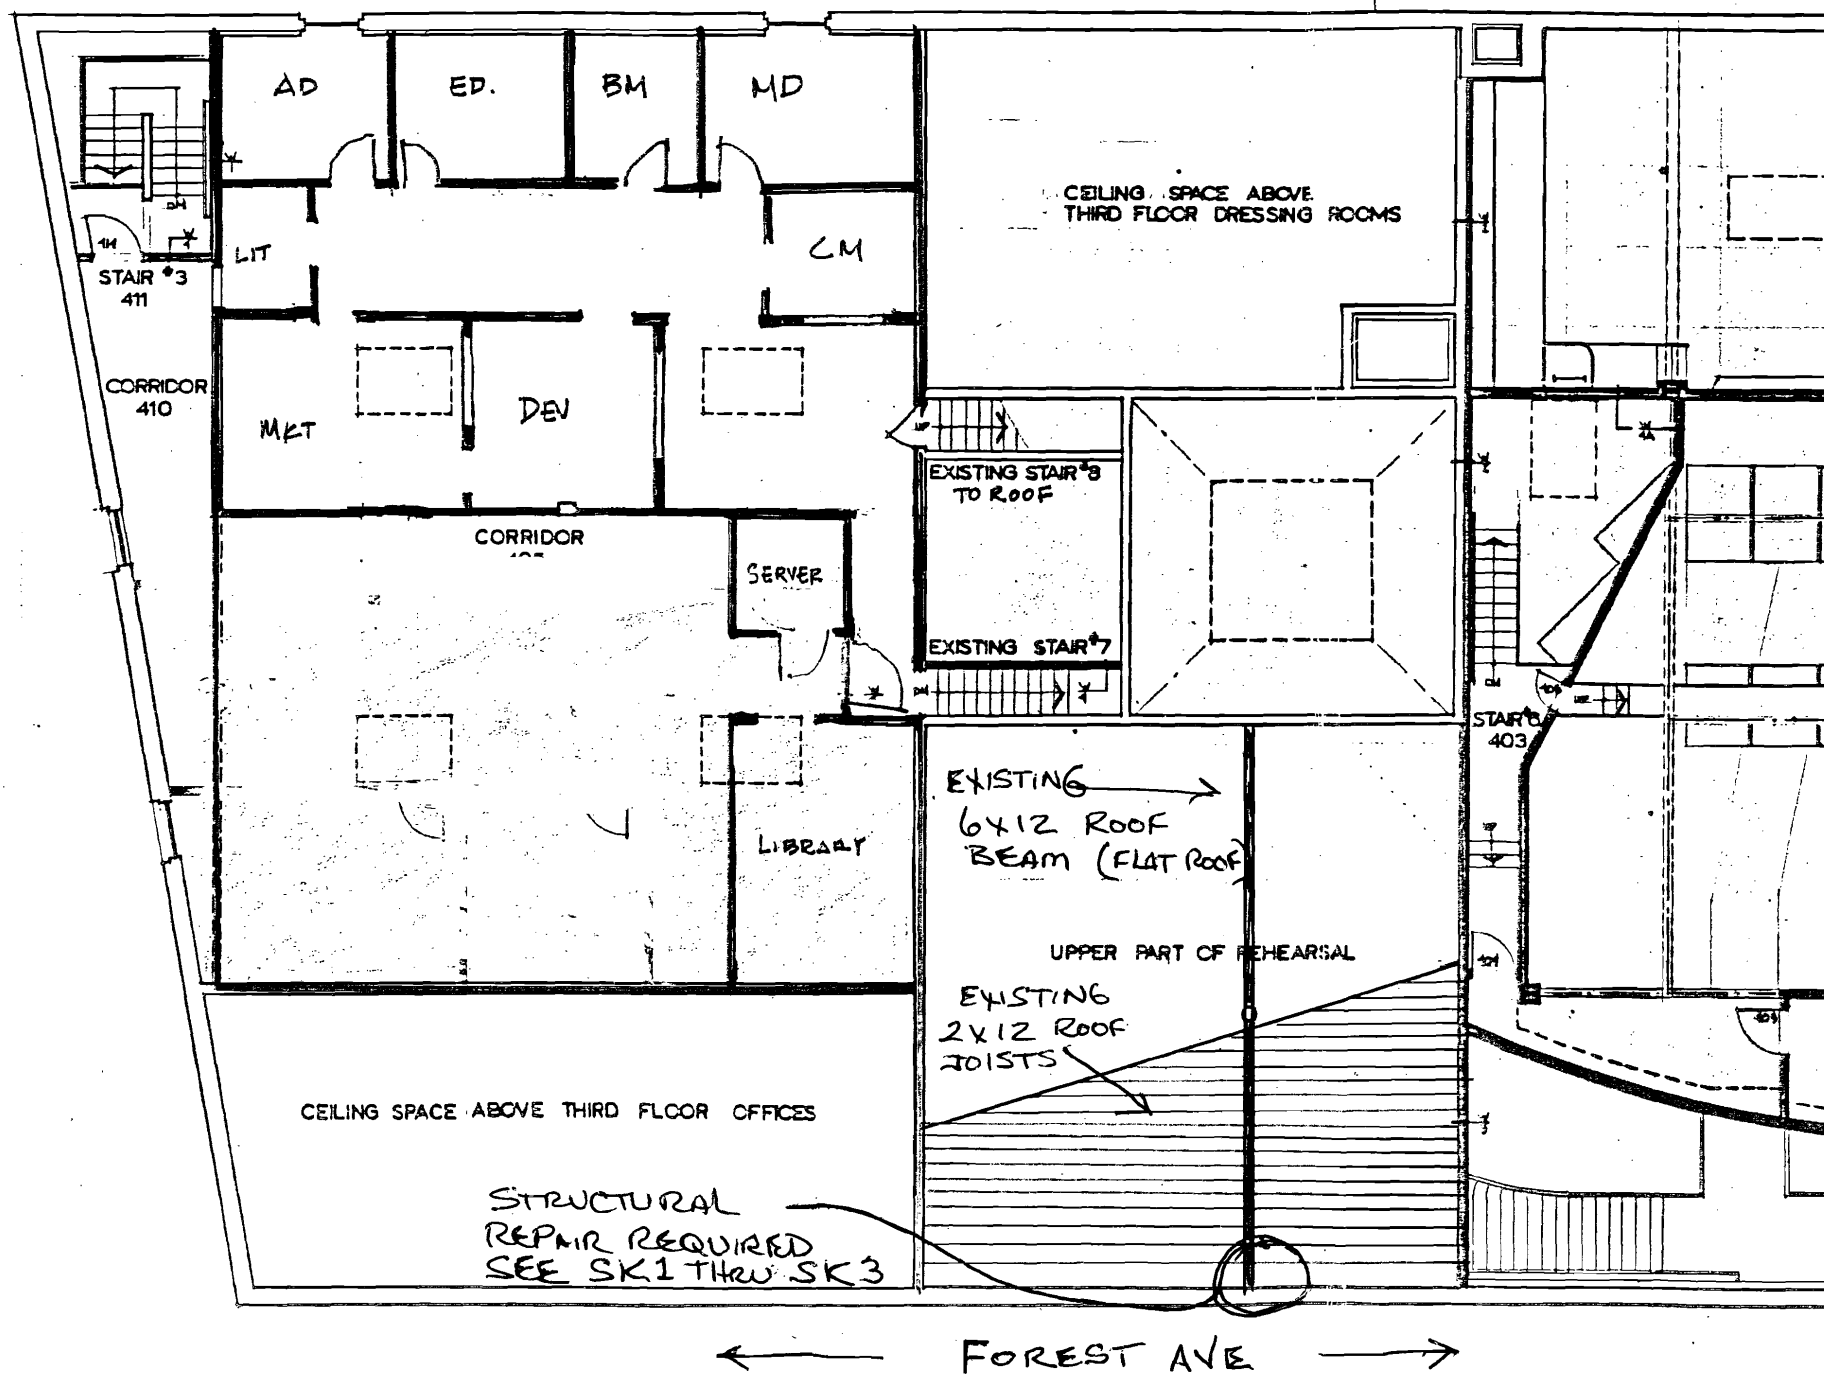 AD
ED.
BM
MD
CEILING SPACE ABOVE
THIRD FLOOR DRESSING ROOMS
LIT
CM
STAIR #3
411
CORRIDOR
410
MKT
DEV
UP
EXISTING STAIR #8
TO ROOF
CORRIDOR
SERVER
EXISTING STAIR #7
DN
STAIR #6
403
EXISTING
6X12 ROOF
BEAM (FLAT ROOF)
LIBRARY
UPPER PART OF REHEARSAL
EXISTING
2X12 ROOF
JOISTS
CEILING SPACE ABOVE THIRD FLOOR OFFICES
STRUCTURAL
REPAIR REQUIRED
SEE SK1 THRU SK3
FOREST AVE